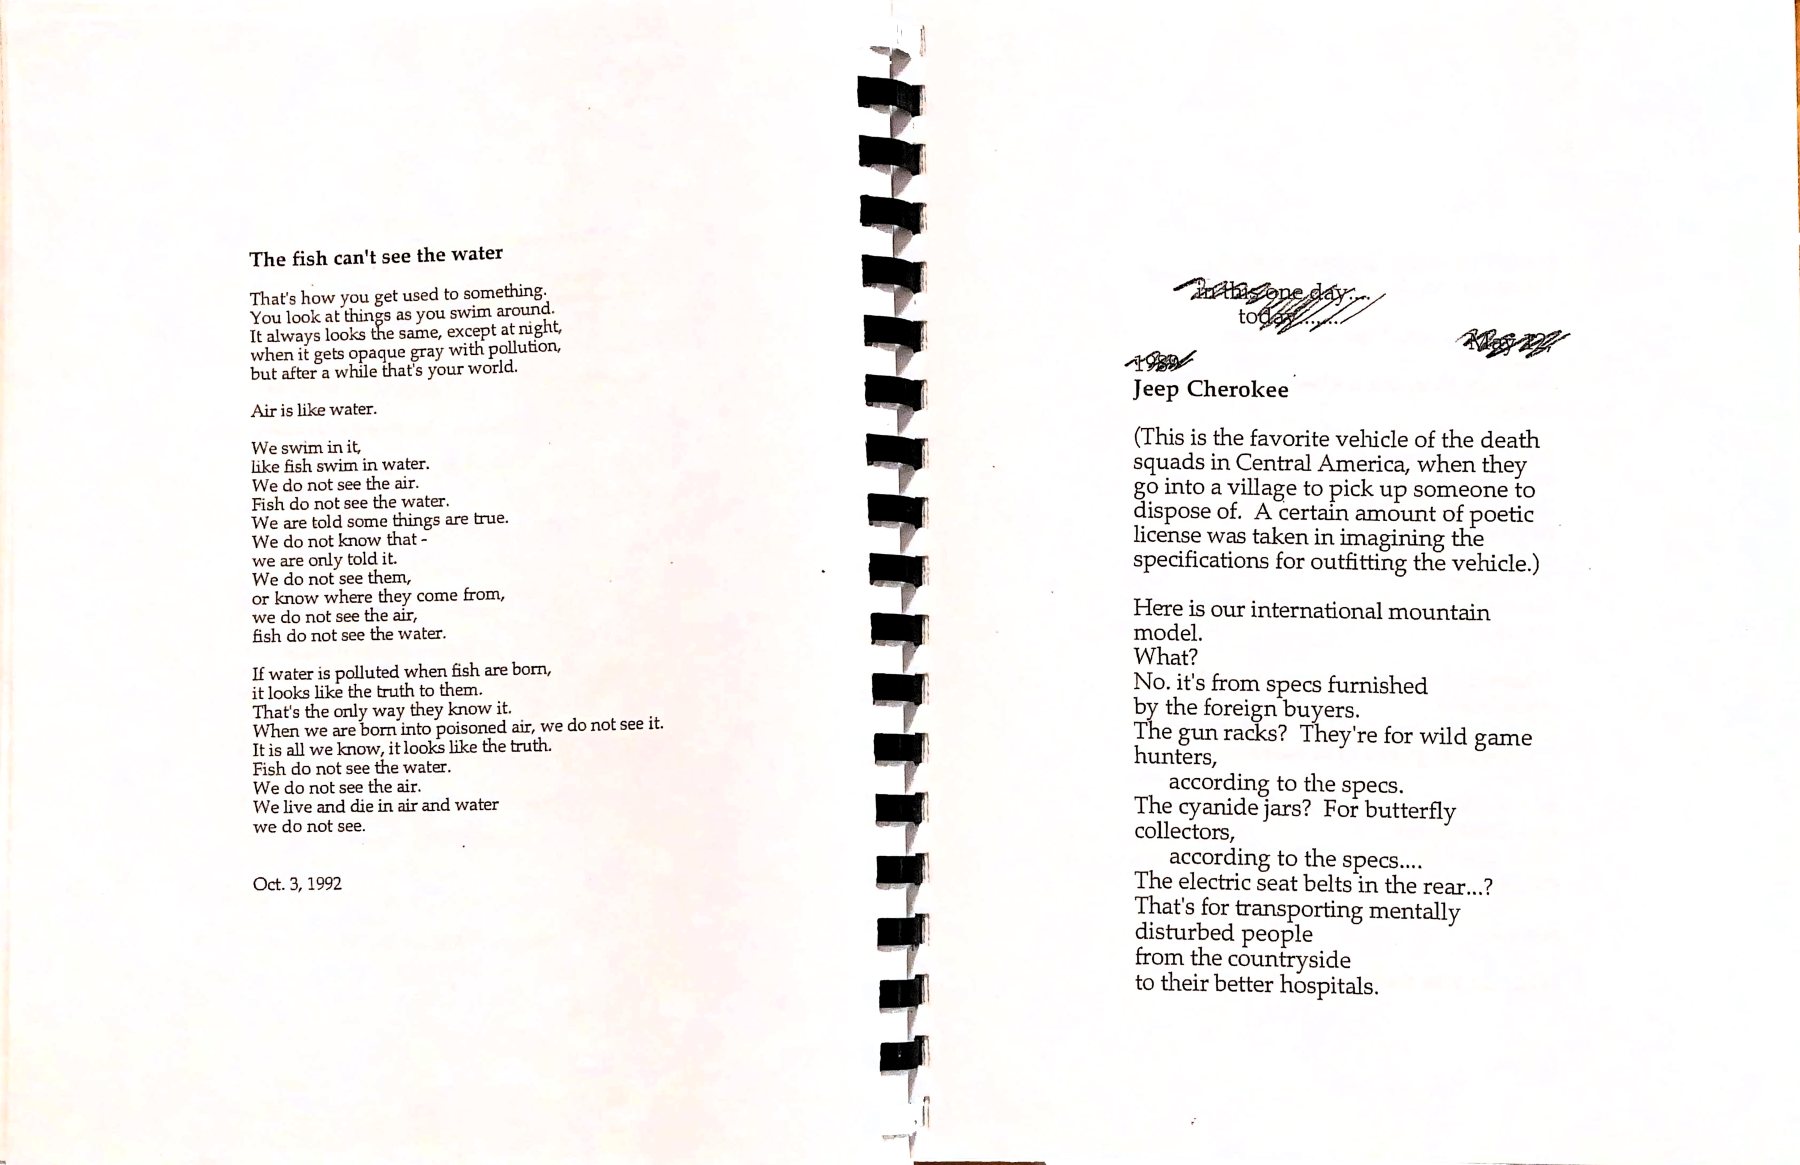 The fish can't see the water
That's how you get used to something.
You look at things as you swim around.
It always looks the same, except at night,
when it gets opaque gray with pollution,
but after a while that's your world.
Air is like water.
We swim in it,
like fish swim in water.
We do not see the air.
Fish do not see the water.
We are told some things are true.
We do not know that -
we are only told it.
We do not see them,
or know where they come from,
we do not see the air,
fish do not see the water.
If water is polluted when fish are born,
it looks like the truth to them.
That's the only way they know it.
When we are born into poisoned air, we do not see it.
It is all we know, it looks like the truth.
Fish do not see the water.
We do not see the air.
We live and die in air and water
we do not see.
Oct. 3, 1992
in this one day....
today.......
May
Jeep Cherokee
(This is the favorite vehicle of the death
squads in Central America, when they
go into a village to pick up someone to
dispose of.  A certain amount of poetic
license was taken in imagining the
specifications for outfitting the vehicle.)
Here is our international mountain
model.
What?
No. it's from specs furnished
by the foreign buyers.
The gun racks?  They're for wild game
hunters,
according to the specs.
The cyanide jars?  For butterfly
collectors,
according to the specs....
The electric seat belts in the rear...?
That's for transporting mentally
disturbed people
from the countryside
to their better hospitals.